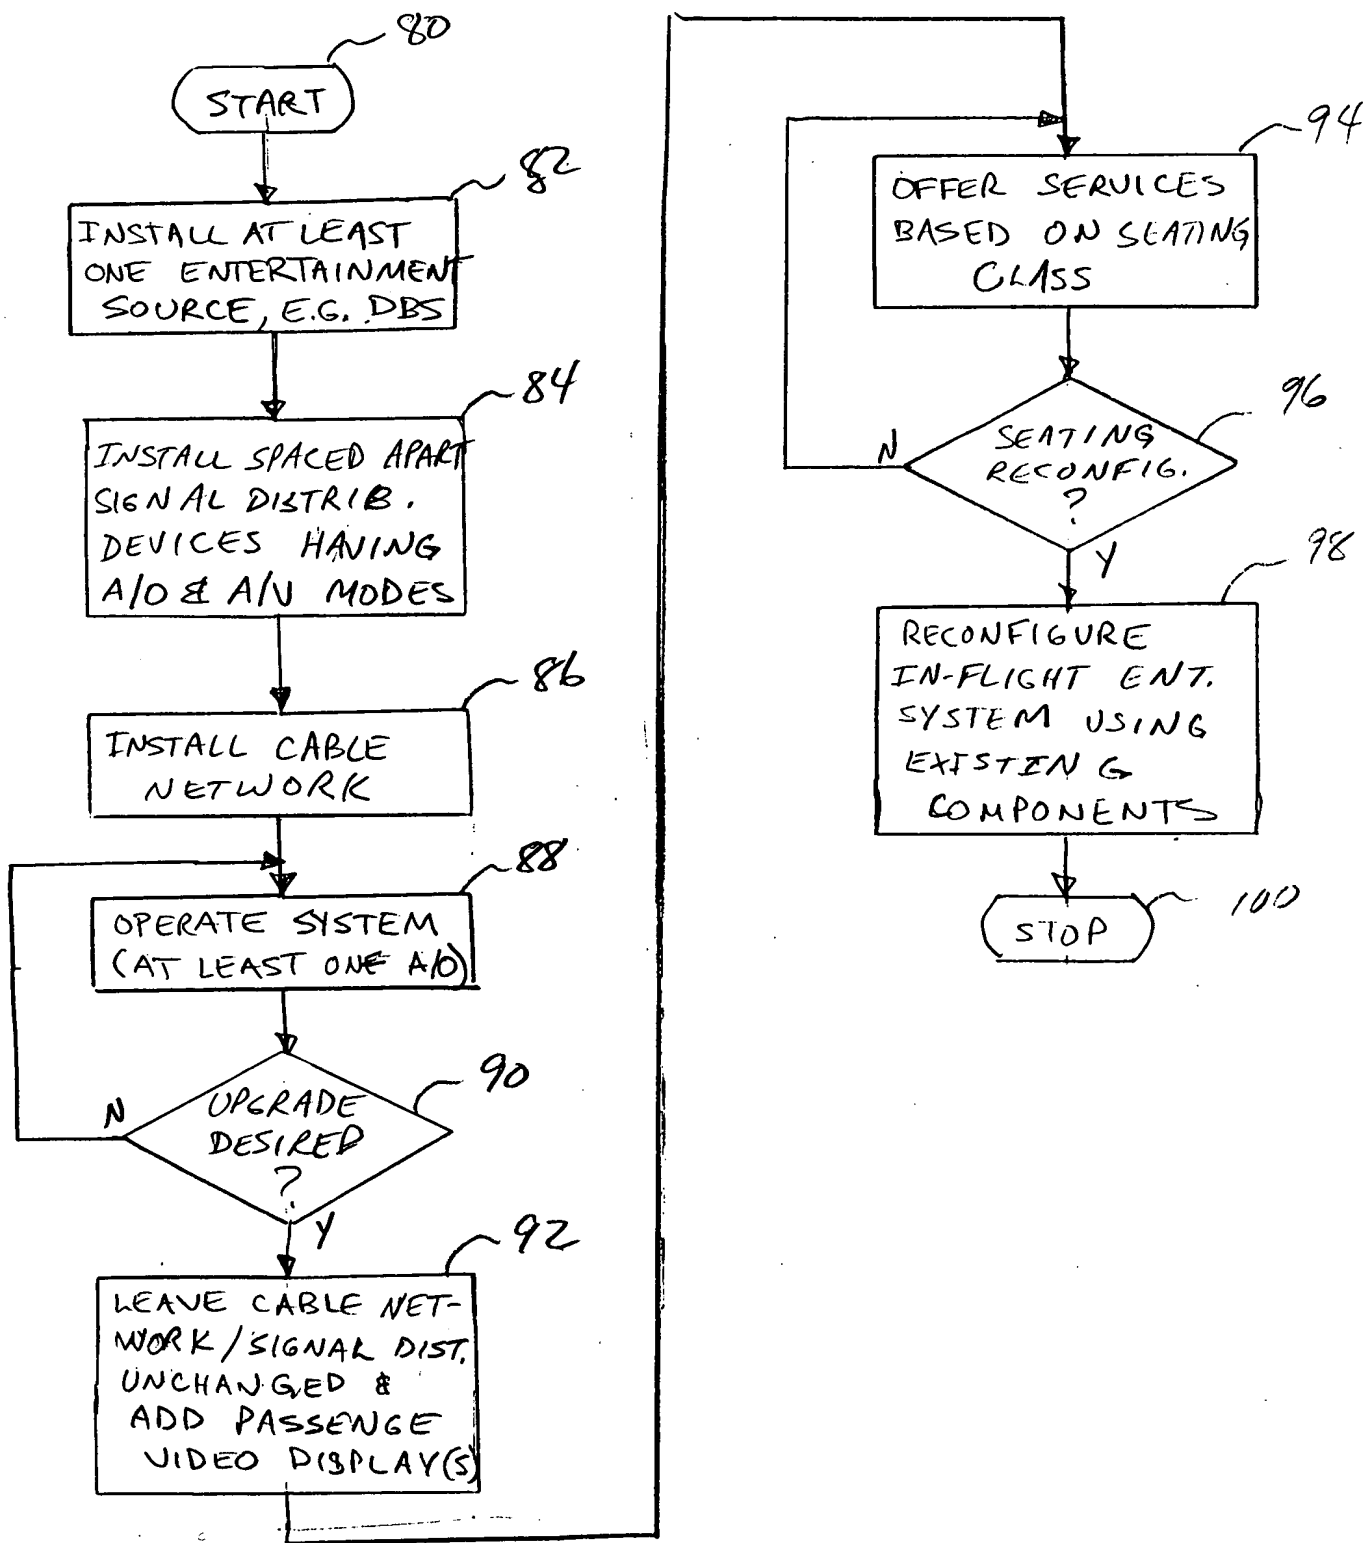 80
START
82
INSTALL AT LEAST
ONE ENTERTAINMENT
SOURCE, E.G. DBS
84
INSTALL SPACED APART
SIGNAL DISTRIB.
DEVICES HAVING
A/O & A/V MODES
86
INSTALL CABLE
NETWORK
88
OPERATE SYSTEM
(AT LEAST ONE A/O)
90
N
UPGRADE
DESIRED
?
Y
92
LEAVE CABLE NET-
WORK/SIGNAL DIST.
UNCHANGED &
ADD PASSENGE
VIDEO DISPLAY(S)
94
OFFER SERVICES
BASED ON SEATING
CLASS
96
N
SEATING
RECONFIG.
?
Y
98
RECONFIGURE
IN-FLIGHT ENT.
SYSTEM USING
EXISTING
COMPONENTS
100
STOP